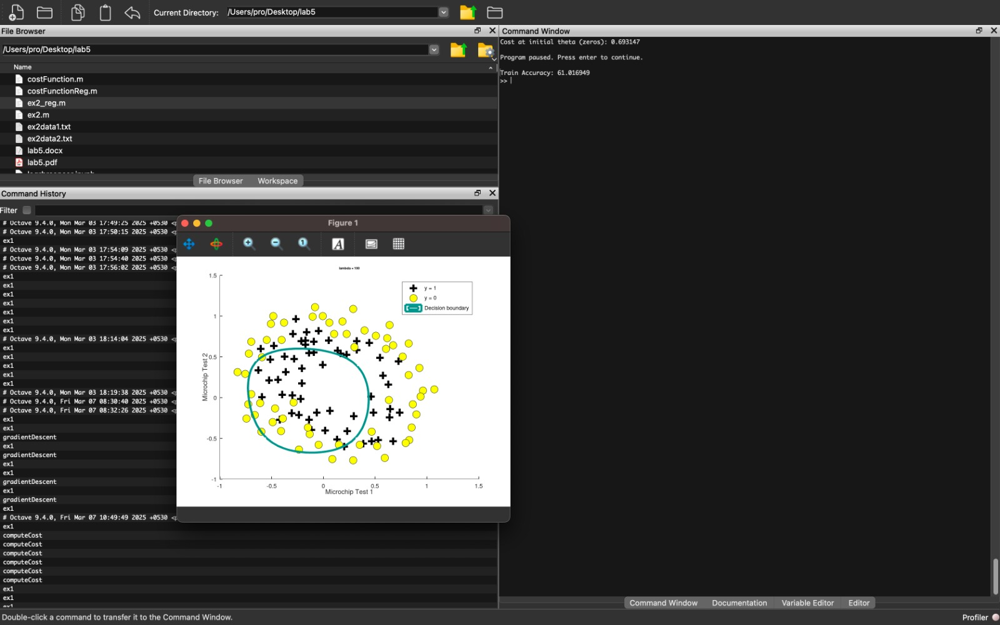 Current Directory: /Users/pro/Desktop/lab5
File Browser
/Users/pro/Desktop/lab5
Name
costFunction.m
costFunctionReg.m
ex2_reg.m
ex2.m
ex2data1.txt
ex2data2.txt
lab5.docx
lab5.pdf
File Browser Workspace
Command History
Filter
# Octave 9.4.0, Mon Mar 03 17:49:25 2025 +0530
# Octave 9.4.0, Mon Mar 03 17:50:15 2025 +0530
ex1
# Octave 9.4.0, Mon Mar 03 17:54:09 2025 +0530
# Octave 9.4.0, Mon Mar 03 17:54:40 2025 +0530
# Octave 9.4.0, Mon Mar 03 17:56:02 2025 +0530
ex1
ex1
ex1
ex1
ex1
ex1
ex1
# Octave 9.4.0, Mon Mar 03 18:14:04 2025 +0530
ex1
ex1
ex1
ex1
ex1
# Octave 9.4.0, Mon Mar 03 18:19:38 2025 +0530
# Octave 9.4.0, Fri Mar 07 08:30:40 2025 +0530
# Octave 9.4.0, Fri Mar 07 08:32:26 2025 +0530
ex1
ex1
gradientDescent
ex1
gradientDescent
ex1
ex1
gradientDescent
ex1
gradientDescent
ex1
# Octave 9.4.0, Fri Mar 07 10:49:49 2025 +0530
ex1
computeCost
computeCost
computeCost
computeCost
computeCost
computeCost
ex1
ex1
ex1
Double-click a command to transfer it to the Command Window.
Figure 1
1
A
lambda = 100
1.5
1
0.5
0
-0.5
-1
Microchip Test 2
y = 1
y = 0
Decision boundary
-1 -0.5 0 0.5 1 1.5
Microchip Test 1
Command Window
Cost at initial theta (zeros): 0.693147
Program paused. Press enter to continue.
Train Accuracy: 61.016949
>>
Command Window Documentation Variable Editor Editor
Profiler